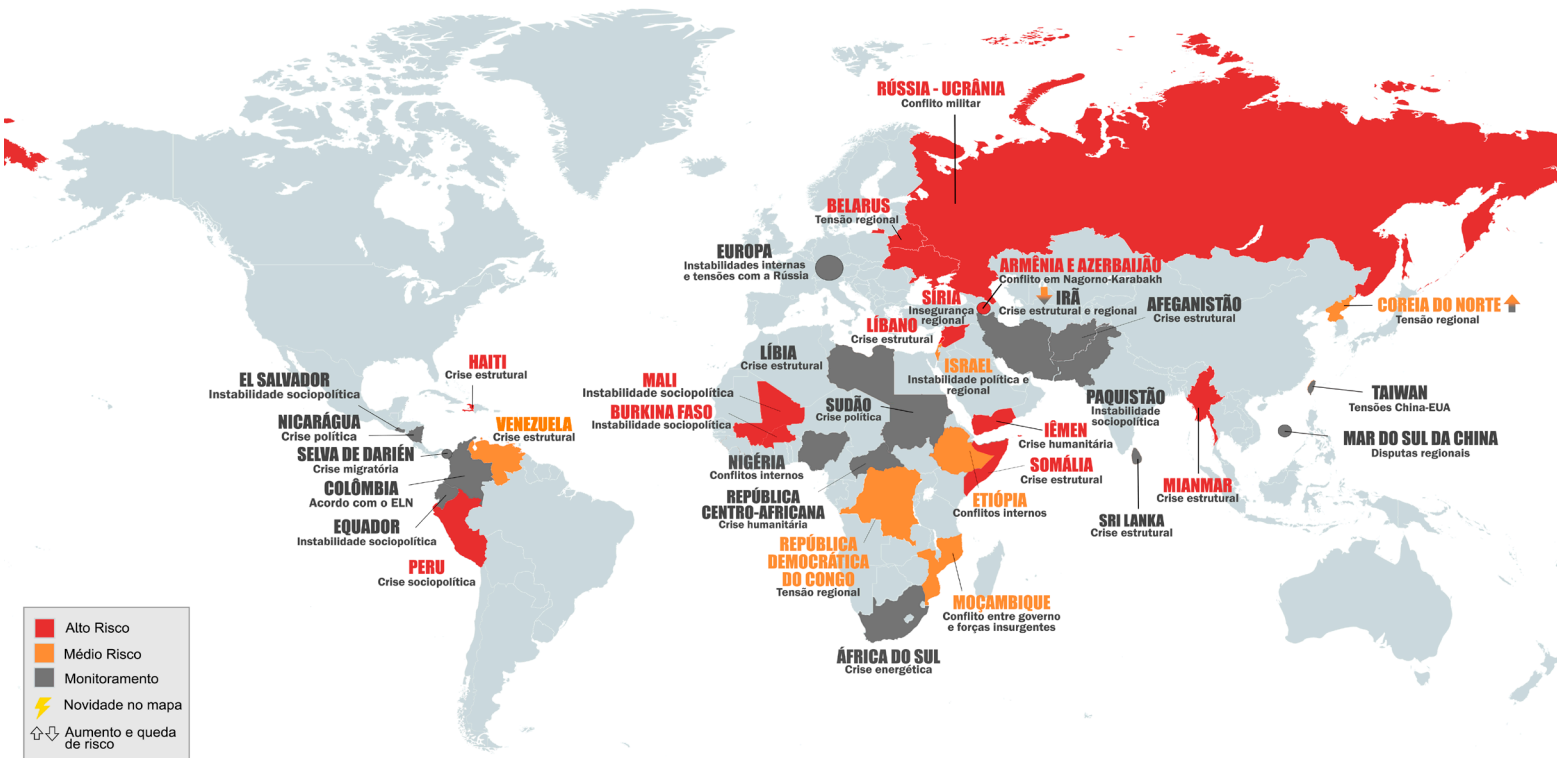 RÚSSIA - UCRÂNIA
Conflito militar
BELARUS
Tensão regional
EUROPA
Instabilidades internas
e tensões com a Rússia
ARMÊNIA E AZERBAIJÃO
Conflito em Nagorno-Karabakh
SÍRIA
Insegurança
regional
IRÃ
Crise estrutural e regional
AFEGANISTÃO
Crise estrutural
COREIA DO NORTE
Tensão regional
LÍBANO
Crise estrutural
LÍBIA
Crise estrutural
ISRAEL
Instabilidade política e
regional
HAITI
Crise estrutural
EL SALVADOR
Instabilidade sociopolítica
MALI
Instabilidade sociopolítica
BURKINA FASO
Instabilidade sociopolítica
SUDÃO
Crise política
PAQUISTÃO
Instabilidade
sociopolítica
TAIWAN
Tensões China-EUA
NICARÁGUA
Crise política
VENEZUELA
Crise estrutural
IÊMEN
Crise humanitária
MAR DO SUL DA CHINA
Disputas regionais
SELVA DE DARIÉN
Crise migratória
NIGÉRIA
Conflitos internos
SOMÁLIA
Crise estrutural
MIANMAR
Crise estrutural
COLÔMBIA
Acordo com o ELN
REPÚBLICA
CENTRO-AFRICANA
Crise humanitária
ETIÓPIA
Conflitos internos
SRI LANKA
Crise estrutural
EQUADOR
Instabilidade sociopolítica
PERU
Crise sociopolítica
REPÚBLICA
DEMOCRÁTICA
DO CONGO
Tensão regional
MOÇAMBIQUE
Conflito entre governo
e forças insurgentes
ÁFRICA DO SUL
Crise energética
Alto Risco
Médio Risco
Monitoramento
Novidade no mapa
Aumento e queda
de risco